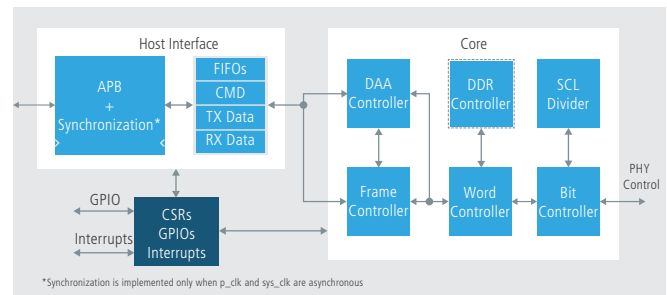 Host Interface
Core
APB
+
Synchronization*
FIFOs
CMD
TX Data
RX Data
DAA
Controller
DDR
Controller
SCL
Divider
Frame
Controller
Word
Controller
Bit
Controller
PHY
Control
GPIO
Interrupts
CSRs
GPIOs
Interrupts
*Synchronization is implemented only when p_clk and sys_clk are asynchronous